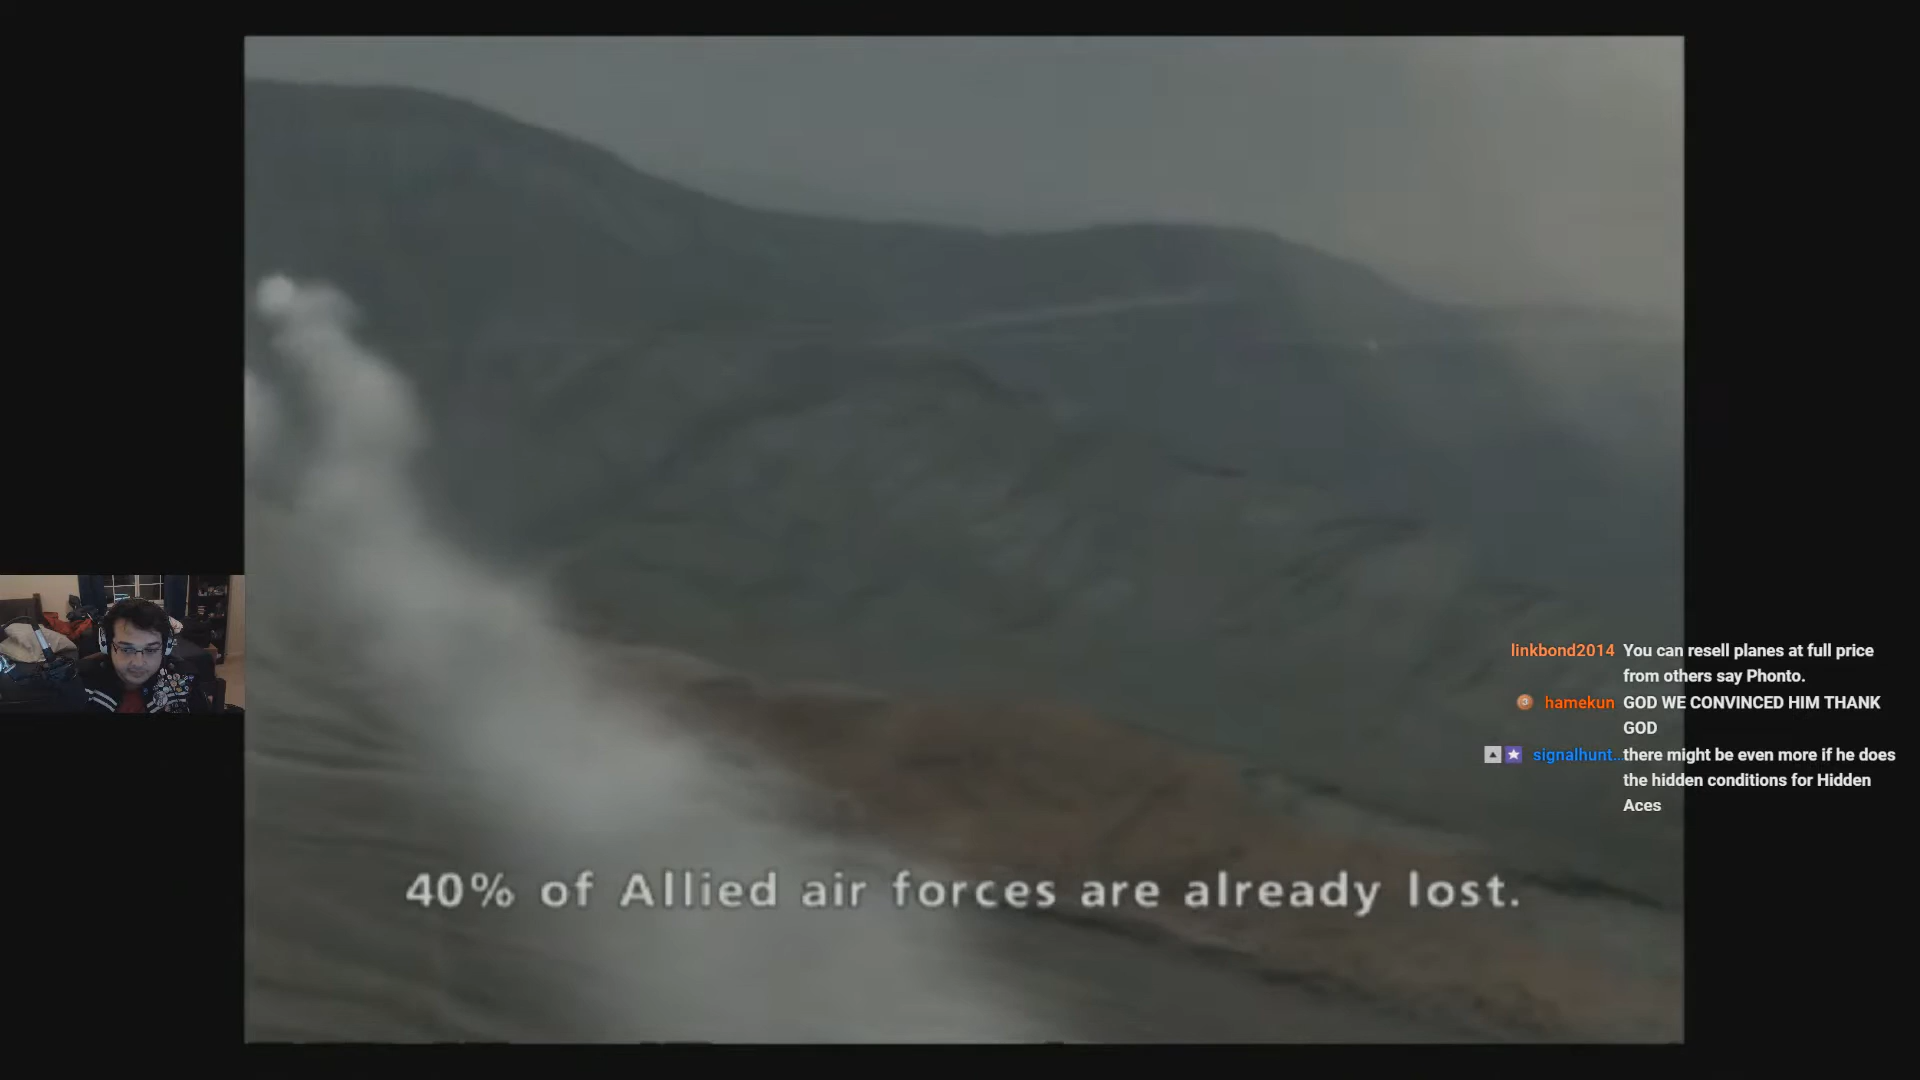 linkbond2014 You can resell planes at full price
from others say Phonto.
hamekun GOD WE CONVINCED HIM THANK
GOD
signalhunt... there might be even more if he does
the hidden conditions for Hidden
Aces
40% of Allied air forces are already lost.